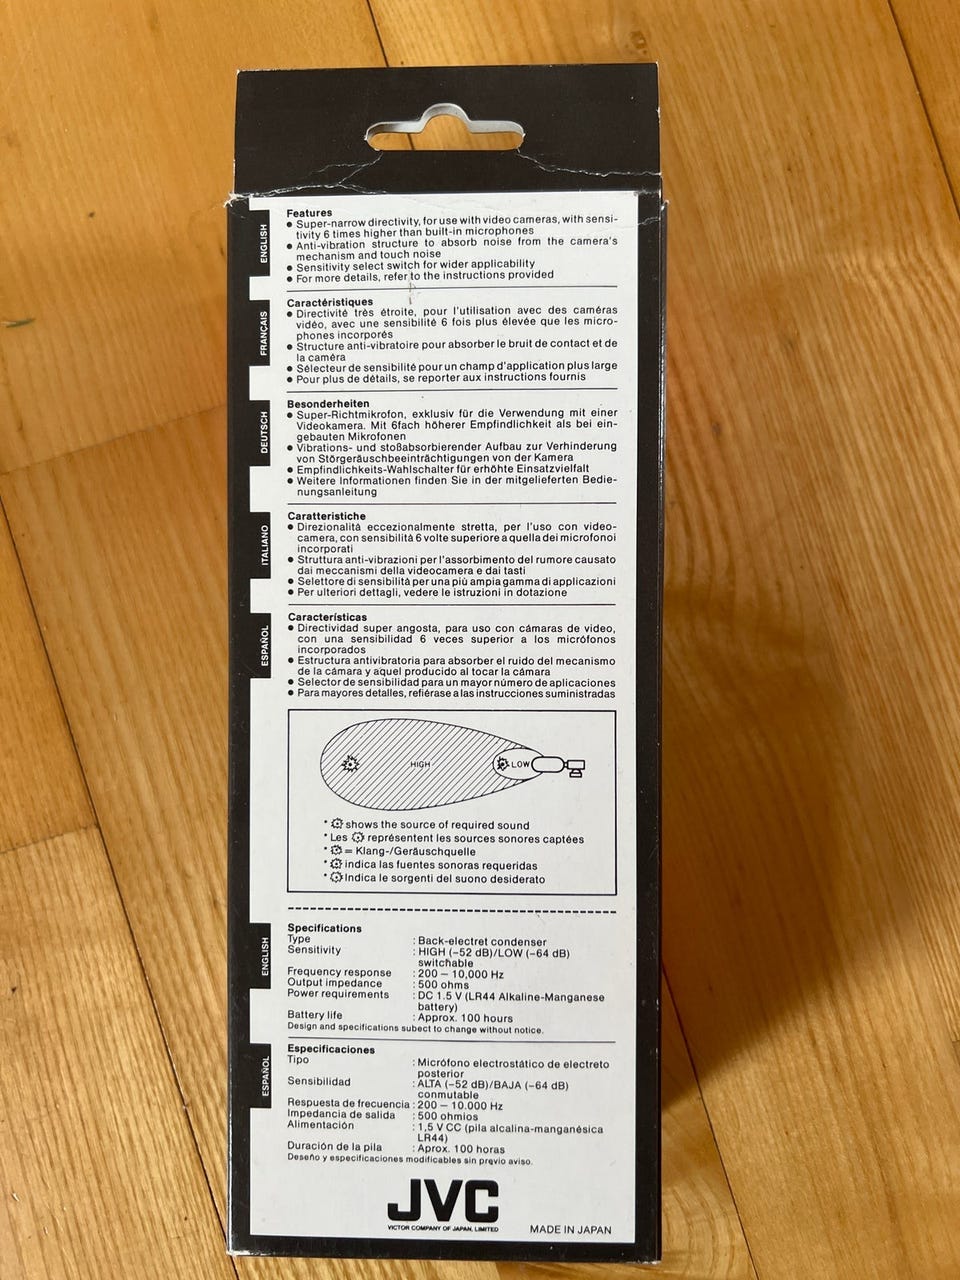 ENGLISH
Features
● Super-narrow directivity, for use with video cameras, with sensi-
tivity 6 times higher than built-in microphones
● Anti-vibration structure to absorb noise from the camera's
mechanism and touch noise
● Sensitivity select switch for wider applicability
● For more details, refer to the instructions provided
FRANÇAIS
Caractéristiques
● Directivité très étroite, pour l'utilisation avec des caméras
vidéo, avec une sensibilité 6 fois plus élevée que les micro-
phones incorporés
● Structure anti-vibratoire pour absorber le bruit de contact et de
la caméra
● Sélecteur de sensibilité pour un champ d'application plus large
● Pour plus de détails, se reporter aux instructions fournis
DEUTSCH
Besonderheiten
● Super-Richtmikrofon, exklusiv für die Verwendung mit einer
Videokamera. Mit 6fach höherer Empfindlichkeit als bei ein-
gebauten Mikrofonen
● Vibrations- und stoßabsorbierender Aufbau zur Verhinderung
von Störgeräuschbeeinträchtigungen von der Kamera
● Empfindlichkeits-Wahlschalter für erhöhte Einsatzvielfalt
● Weitere Informationen finden Sie in der mitgelieferten Bedie-
nungsanleitung
ITALIANO
Caratteristiche
● Direzionalità eccezionalmente stretta, per l'uso con video-
camera, con sensibilità 6 volte superiore a quella dei microfonoi
incorporati
● Struttura anti-vibrazioni per l'assorbimento del rumore causato
dai meccanismi della videocamera e dai tasti
● Selettore di sensibilità per una più ampia gamma di applicazioni
● Per ulteriori dettagli, vedere le istruzioni in dotazione
ESPAÑOL
Características
● Directividad super angosta, para uso con cámaras de video,
con una sensibilidad 6 veces superior a los micrófonos
incorporados
● Estructura antivibratoria para absorber el ruido del mecanismo
de la cámara y aquel producido al tocar la cámara
● Selector de sensibilidad para un mayor número de aplicaciones
● Para mayores detalles, refiérase a las instrucciones suministradas
HIGH LOW
* shows the source of required sound
* Les représentent les sources sonores captées
* = Klang-/Geräuschquelle
* indica las fuentes sonoras requeridas
* Indica le sorgenti del suono desiderato
ENGLISH
Specifications
Type : Back-electret condenser
Sensitivity : HIGH (−52 dB)/LOW (−64 dB)
switchable
Frequency response : 200 — 10,000 Hz
Output impedance : 500 ohms
Power requirements : DC 1.5 V (LR44 Alkaline-Manganese
battery)
Battery life : Approx. 100 hours
Design and specifications subect to change without notice.
ESPAÑOL
Especificaciones
Tipo : Micrófono electrostático de electreto
posterior
Sensibilidad : ALTA (−52 dB)/BAJA (−64 dB)
conmutable
Respuesta de frecuencia : 200 — 10.000 Hz
Impedancia de salida : 500 ohmios
Alimentación : 1,5 V CC (pila alcalina-manganésica
LR44)
Duración de la pila : Aprox. 100 horas
Deseño y especificaciones modificables sin previo aviso.
JVC
VICTOR COMPANY OF JAPAN, LIMITED
MADE IN JAPAN